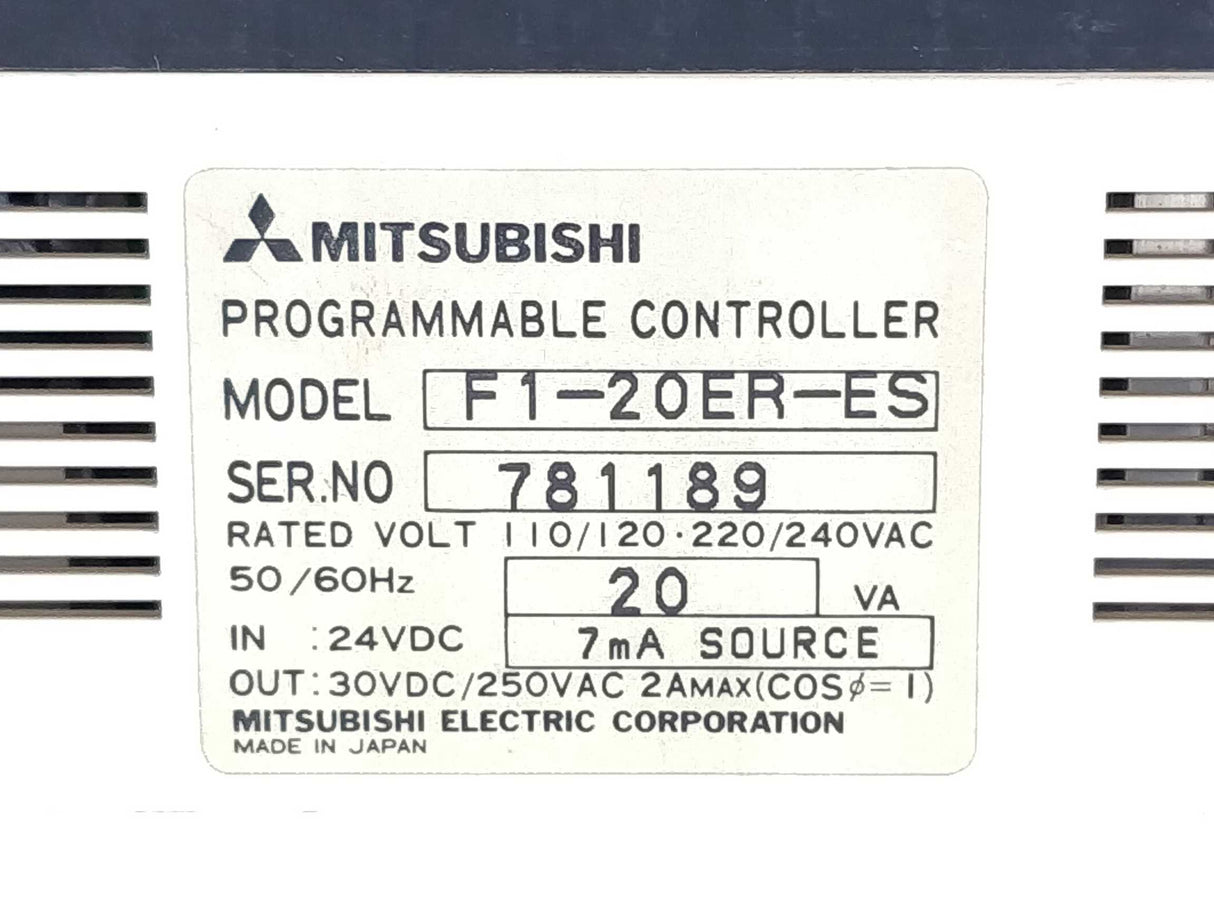 MITSUBISHI
PROGRAMMABLE CONTROLLER
MODEL F1-20ER-ES
SER.NO 781189
RATED VOLT 110/120·220/240VAC
50/60Hz 20 VA
IN :24VDC 7mA SOURCE
OUT:30VDC/250VAC 2AMAX(COSφ=1)
MITSUBISHI ELECTRIC CORPORATION
MADE IN JAPAN